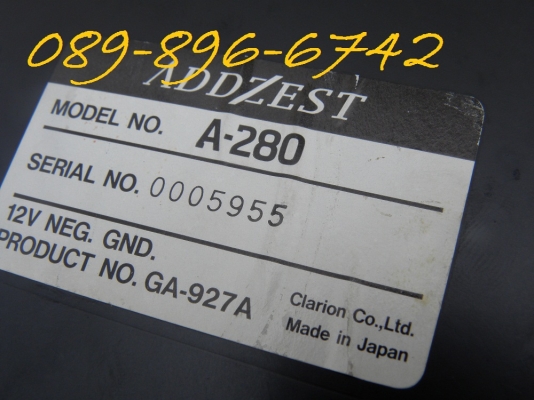 089-896-6742
ADDZEST
MODEL NO. A-280
SERIAL NO. 0005955
12V NEG. GND.
PRODUCT NO. GA-927A
Clarion Co.,Ltd.
Made in Japan